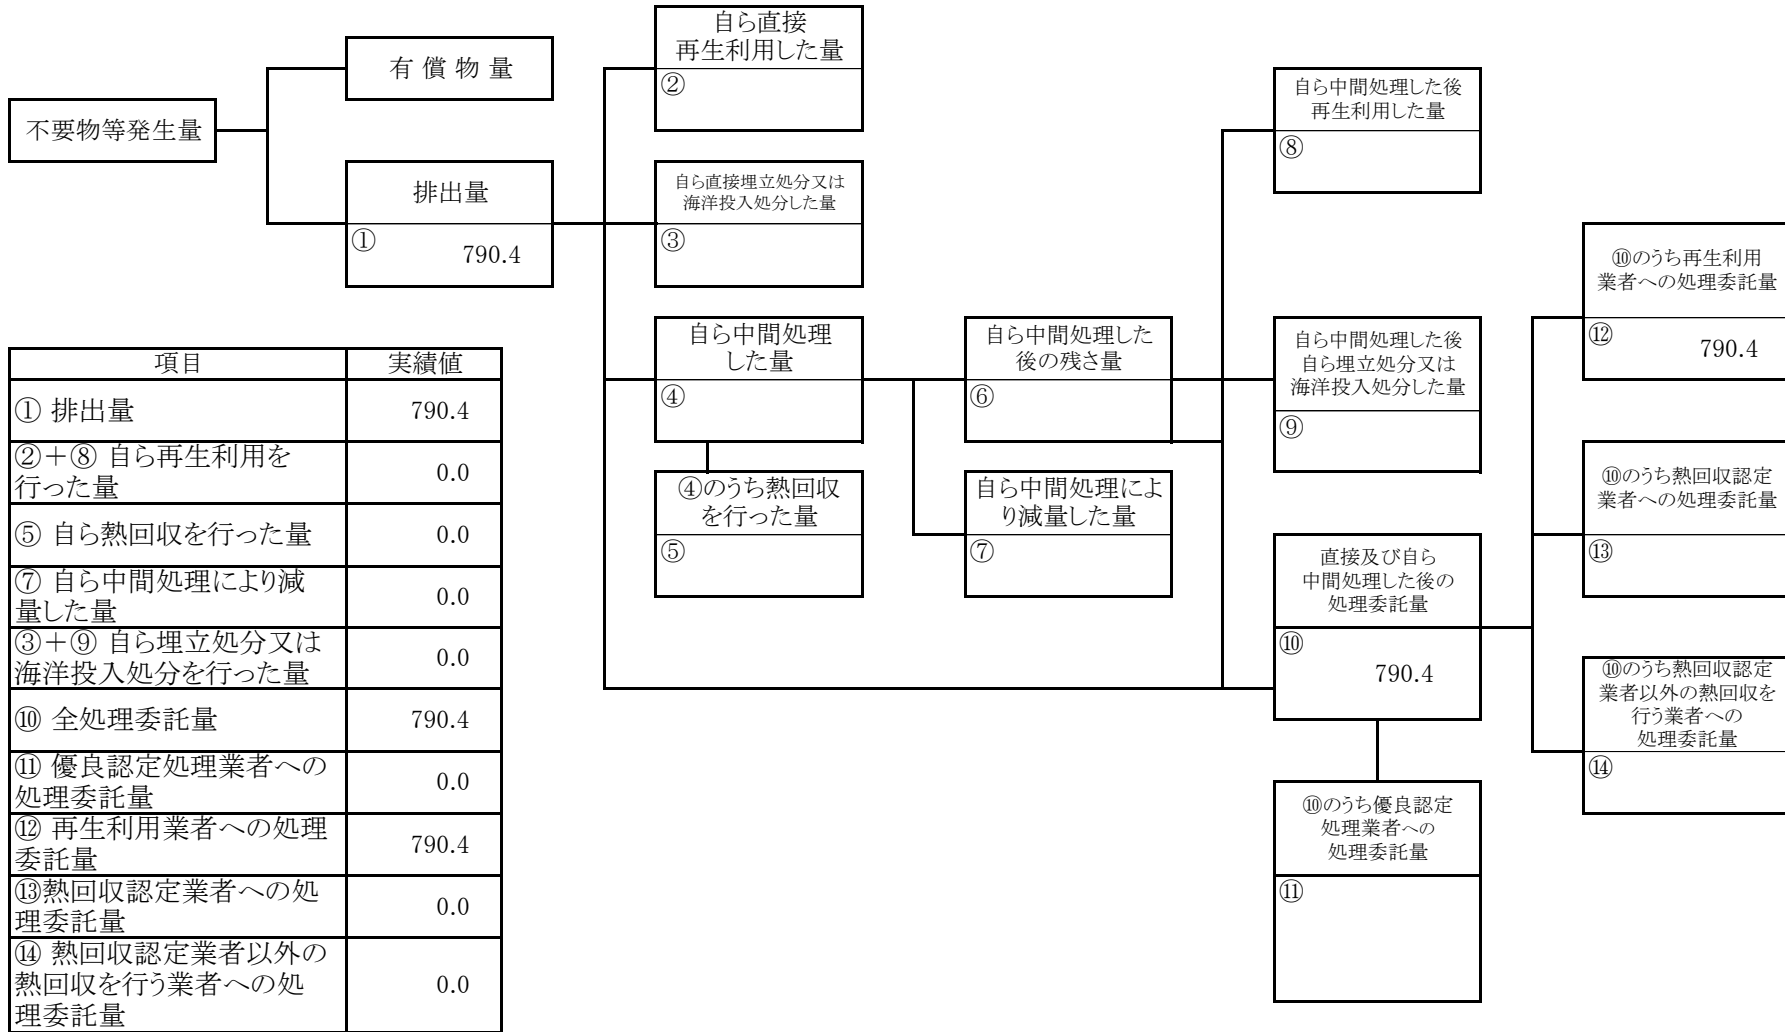 不要物等発生量
有 償 物 量
排出量
①
790.4
自ら直接
再生利用した量
②
自ら直接埋立処分又は
海洋投入処分した量
③
自ら中間処理
した量
④
④のうち熱回収
を行った量
⑤
自ら中間処理した
後の残さ量
⑥
自ら中間処理によ
り減量した量
⑦
自ら中間処理した後
再生利用した量
⑧
自ら中間処理した後
自ら埋立処分又は
海洋投入処分した量
⑨
直接及び自ら
中間処理した後の
処理委託量
⑩
790.4
⑩のうち優良認定
処理業者への
処理委託量
⑪
⑩のうち再生利用
業者への処理委託量
⑫
790.4
⑩のうち熱回収認定
業者への処理委託量
⑬
⑩のうち熱回収認定
業者以外の熱回収を
行う業者への
処理委託量
⑭
項目 実績値
① 排出量 790.4
②＋⑧ 自ら再生利用を
行った量 0.0
⑤ 自ら熱回収を行った量 0.0
⑦ 自ら中間処理により減
量した量 0.0
③＋⑨ 自ら埋立処分又は
海洋投入処分を行った量 0.0
⑩ 全処理委託量 790.4
⑪ 優良認定処理業者への
処理委託量 0.0
⑫ 再生利用業者への処理
委託量 790.4
⑬熱回収認定業者への処
理委託量 0.0
⑭ 熱回収認定業者以外の
熱回収を行う業者への処
理委託量 0.0